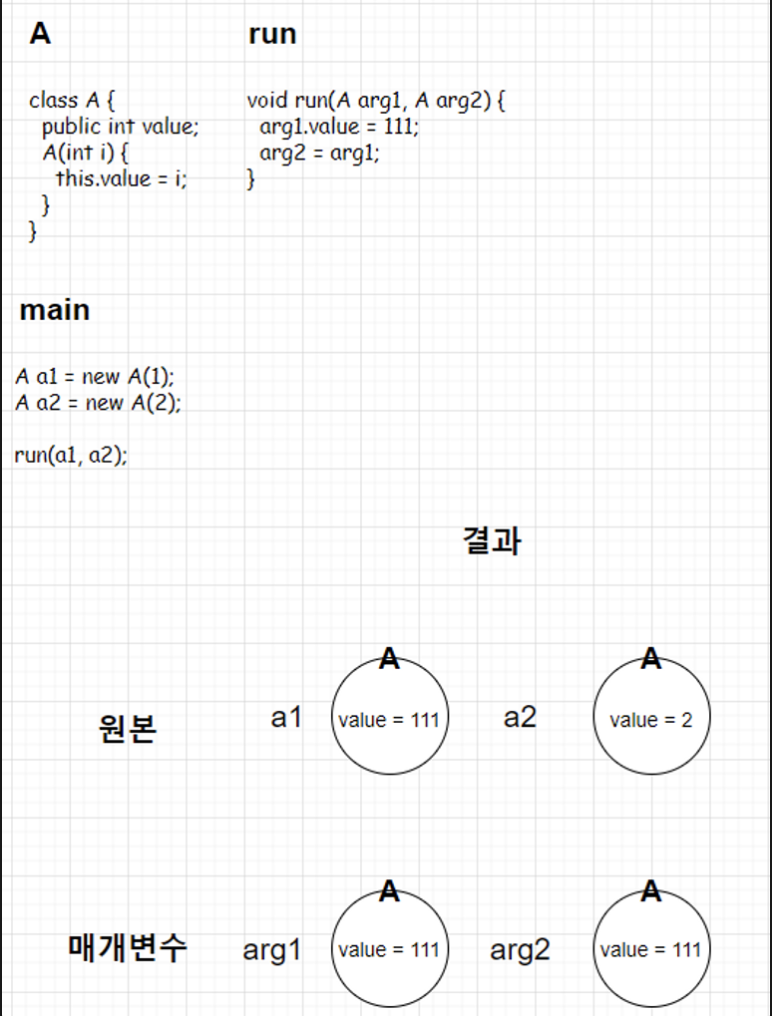 A
class A {
public int value;
A(int i) {
this.value = i;
}
}
run
void run(A arg1, A arg2) {
arg1.value = 111;
arg2 = arg1;
}
main
A a1 = new A(1);
A a2 = new A(2);
run(a1, a2);
결과
원본
a1
A
value = 111
a2
A
value = 2
매개변수
arg1
A
value = 111
arg2
A
value = 111